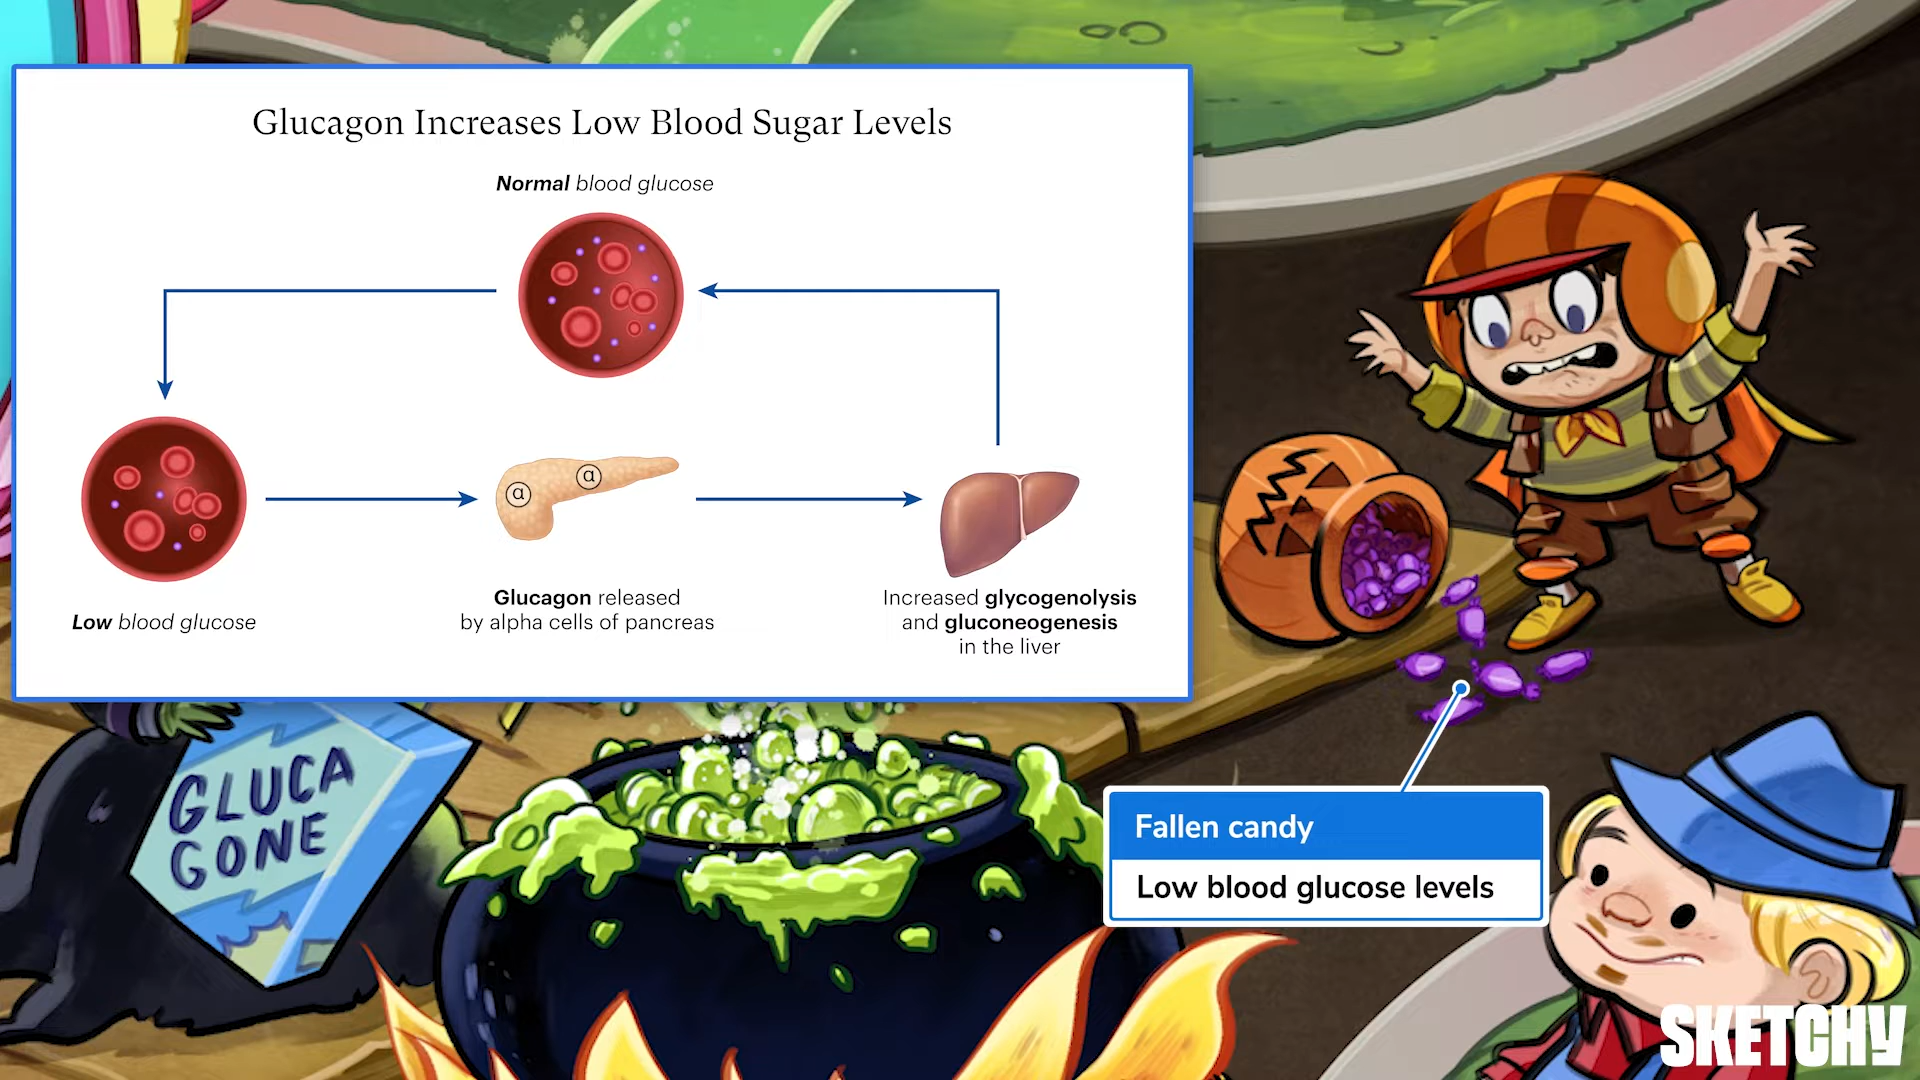 Glucagon Increases Low Blood Sugar Levels
Normal blood glucose
α
α
Low blood glucose
Glucagon released
by alpha cells of pancreas
Increased glycogenolysis
and gluconeogenesis
in the liver
GLUCA
GONE
Fallen candy
Low blood glucose levels
SKETCHY